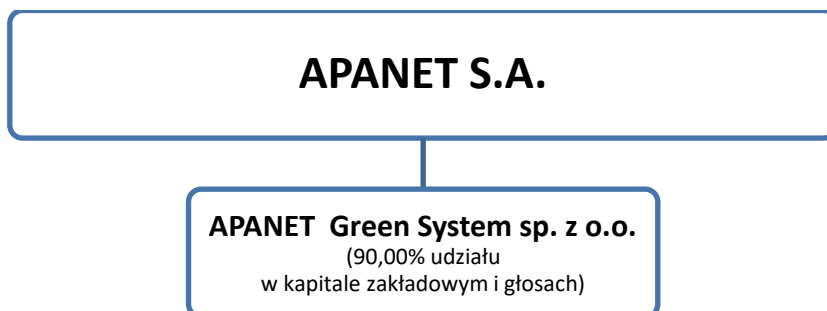 APANET S.A.
APANET Green System sp. z o.o.
(90,00% udziału
w kapitale zakładowym i głosach)